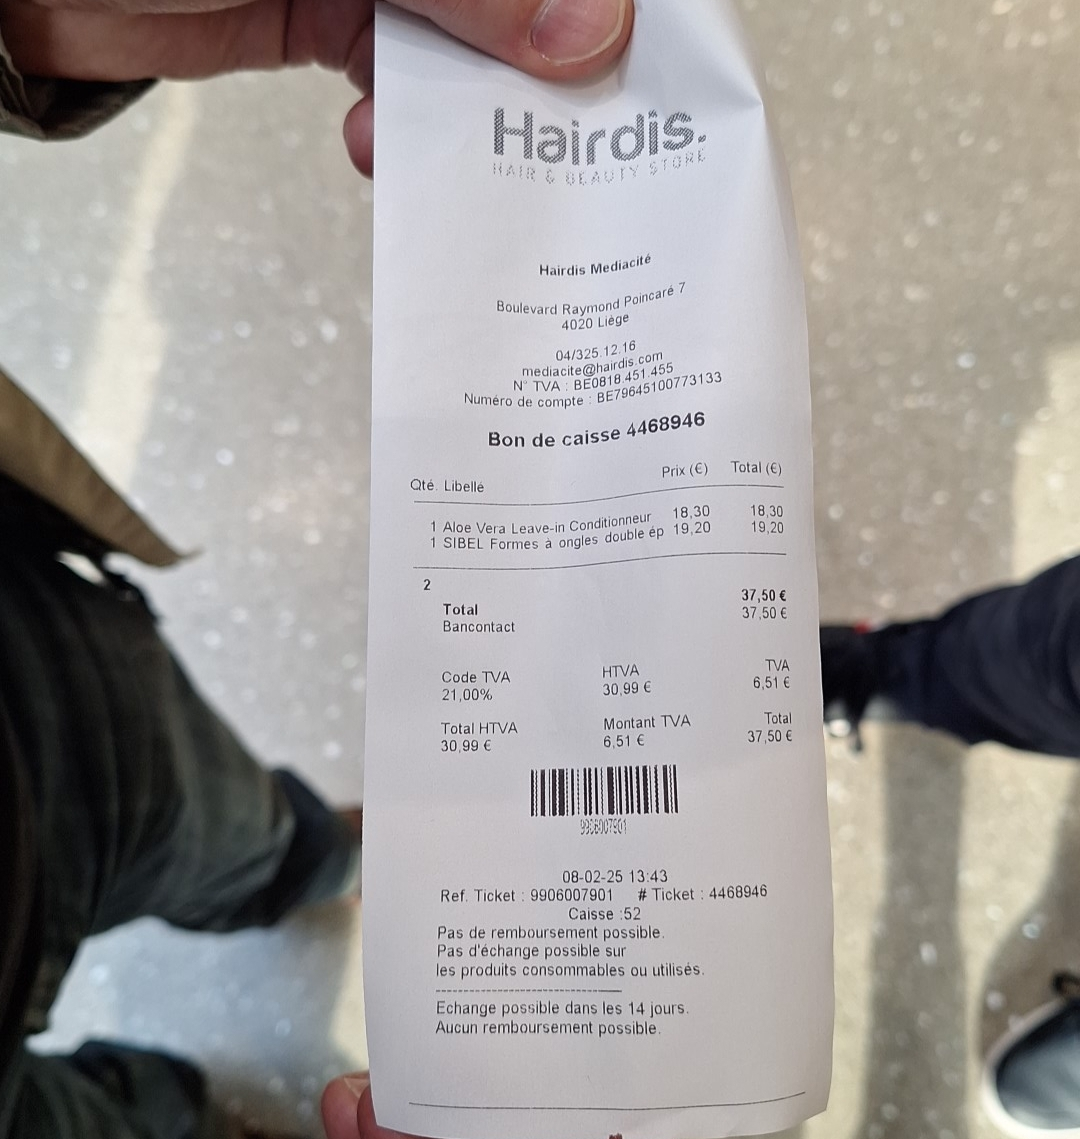 Hairdis.
HAIR & BEAUTY STORE
Hairdis Mediacité
Boulevard Raymond Poincaré 7
4020 Liège
04/325.12.16
mediacite@hairdis.com
N° TVA : BE0818.451.455
Numéro de compte : BE79645100773133
Bon de caisse 4468946
Qté. Libellé Prix (€) Total (€)
1 Aloe Vera Leave-in Conditionneur 18,30 18,30
1 SIBEL Formes à ongles double ép 19,20 19,20
2
Total 37,50 €
Bancontact 37,50 €
Code TVA HTVA TVA
21,00% 30,99 € 6,51 €
Total HTVA Montant TVA Total
30,99 € 6,51 € 37,50 €
9906007901
08-02-25 13:43
Ref. Ticket : 9906007901 # Ticket : 4468946
Caisse :52
Pas de remboursement possible.
Pas d'échange possible sur
les produits consommables ou utilisés.
--------------------------------
Echange possible dans les 14 jours.
Aucun remboursement possible.